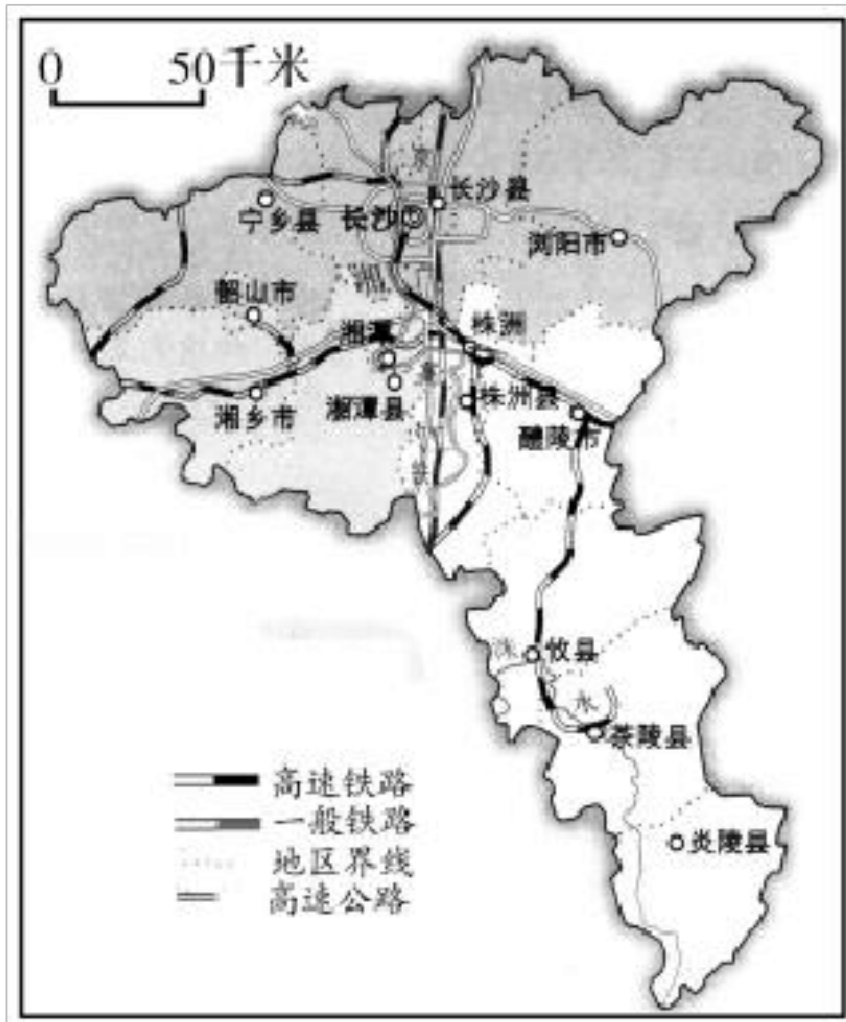 0 50千米
京
长沙县
宁乡县
长沙
浏阳市
韶山市
湘潭
株洲
湘潭县
株洲县
湘乡市
醴陵市
洣
攸县
水
茶陵县
高速铁路
一般铁路
地区界线
高速公路
炎陵县